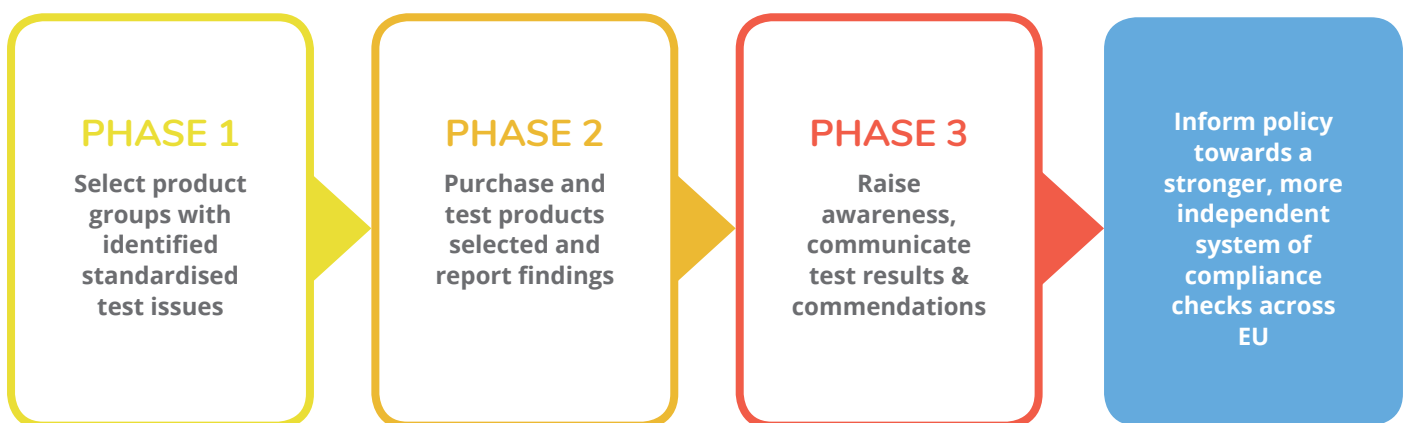 PHASE 1
Select product
groups with
identified
standardised
test issues
PHASE 2
Purchase and
test products
selected and
report findings
PHASE 3
Raise
awareness,
communicate
test results &
commendations
Inform policy
towards a
stronger, more
independent
system of
compliance
checks across
EU